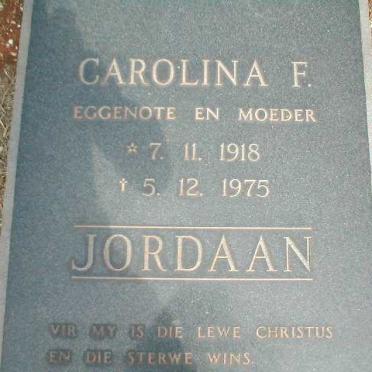 CAROLINA F.
EGGENOTE EN MOEDER
* 7. 11. 1918
† 5. 12. 1975
JORDAAN
VIR MY IS DIE LEWE CHRISTUS
EN DIE STERWE WINS.